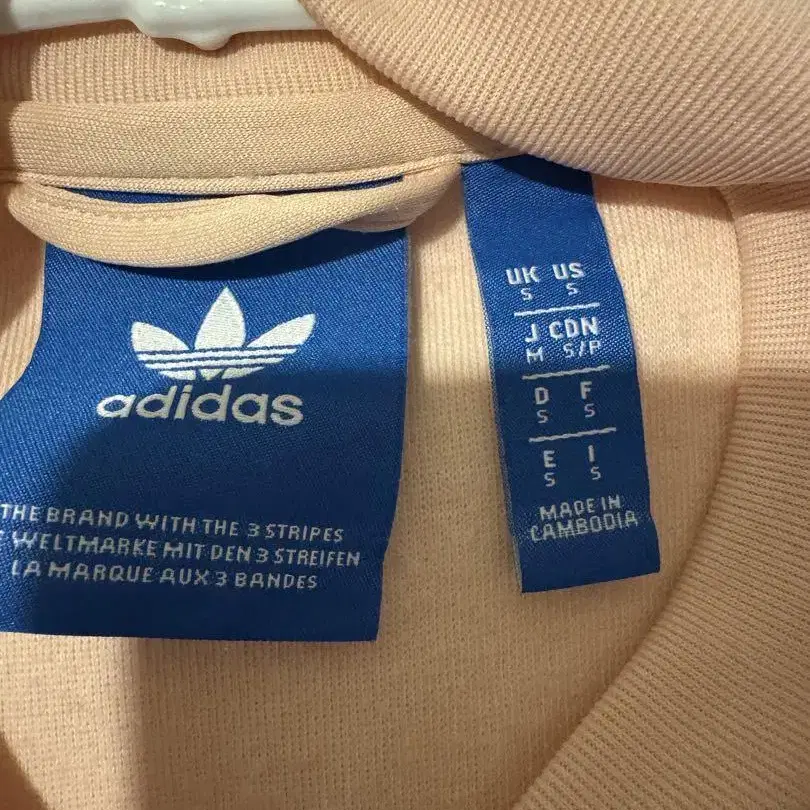 adidas
THE BRAND WITH THE 3 STRIPES
WELTMARKE MIT DEN 3 STREIFEN
LA MARQUE AUX 3 BANDES
UK US
S S
J CDN
M S/P
D F
S S
E I
S S
MADE IN
CAMBODIA